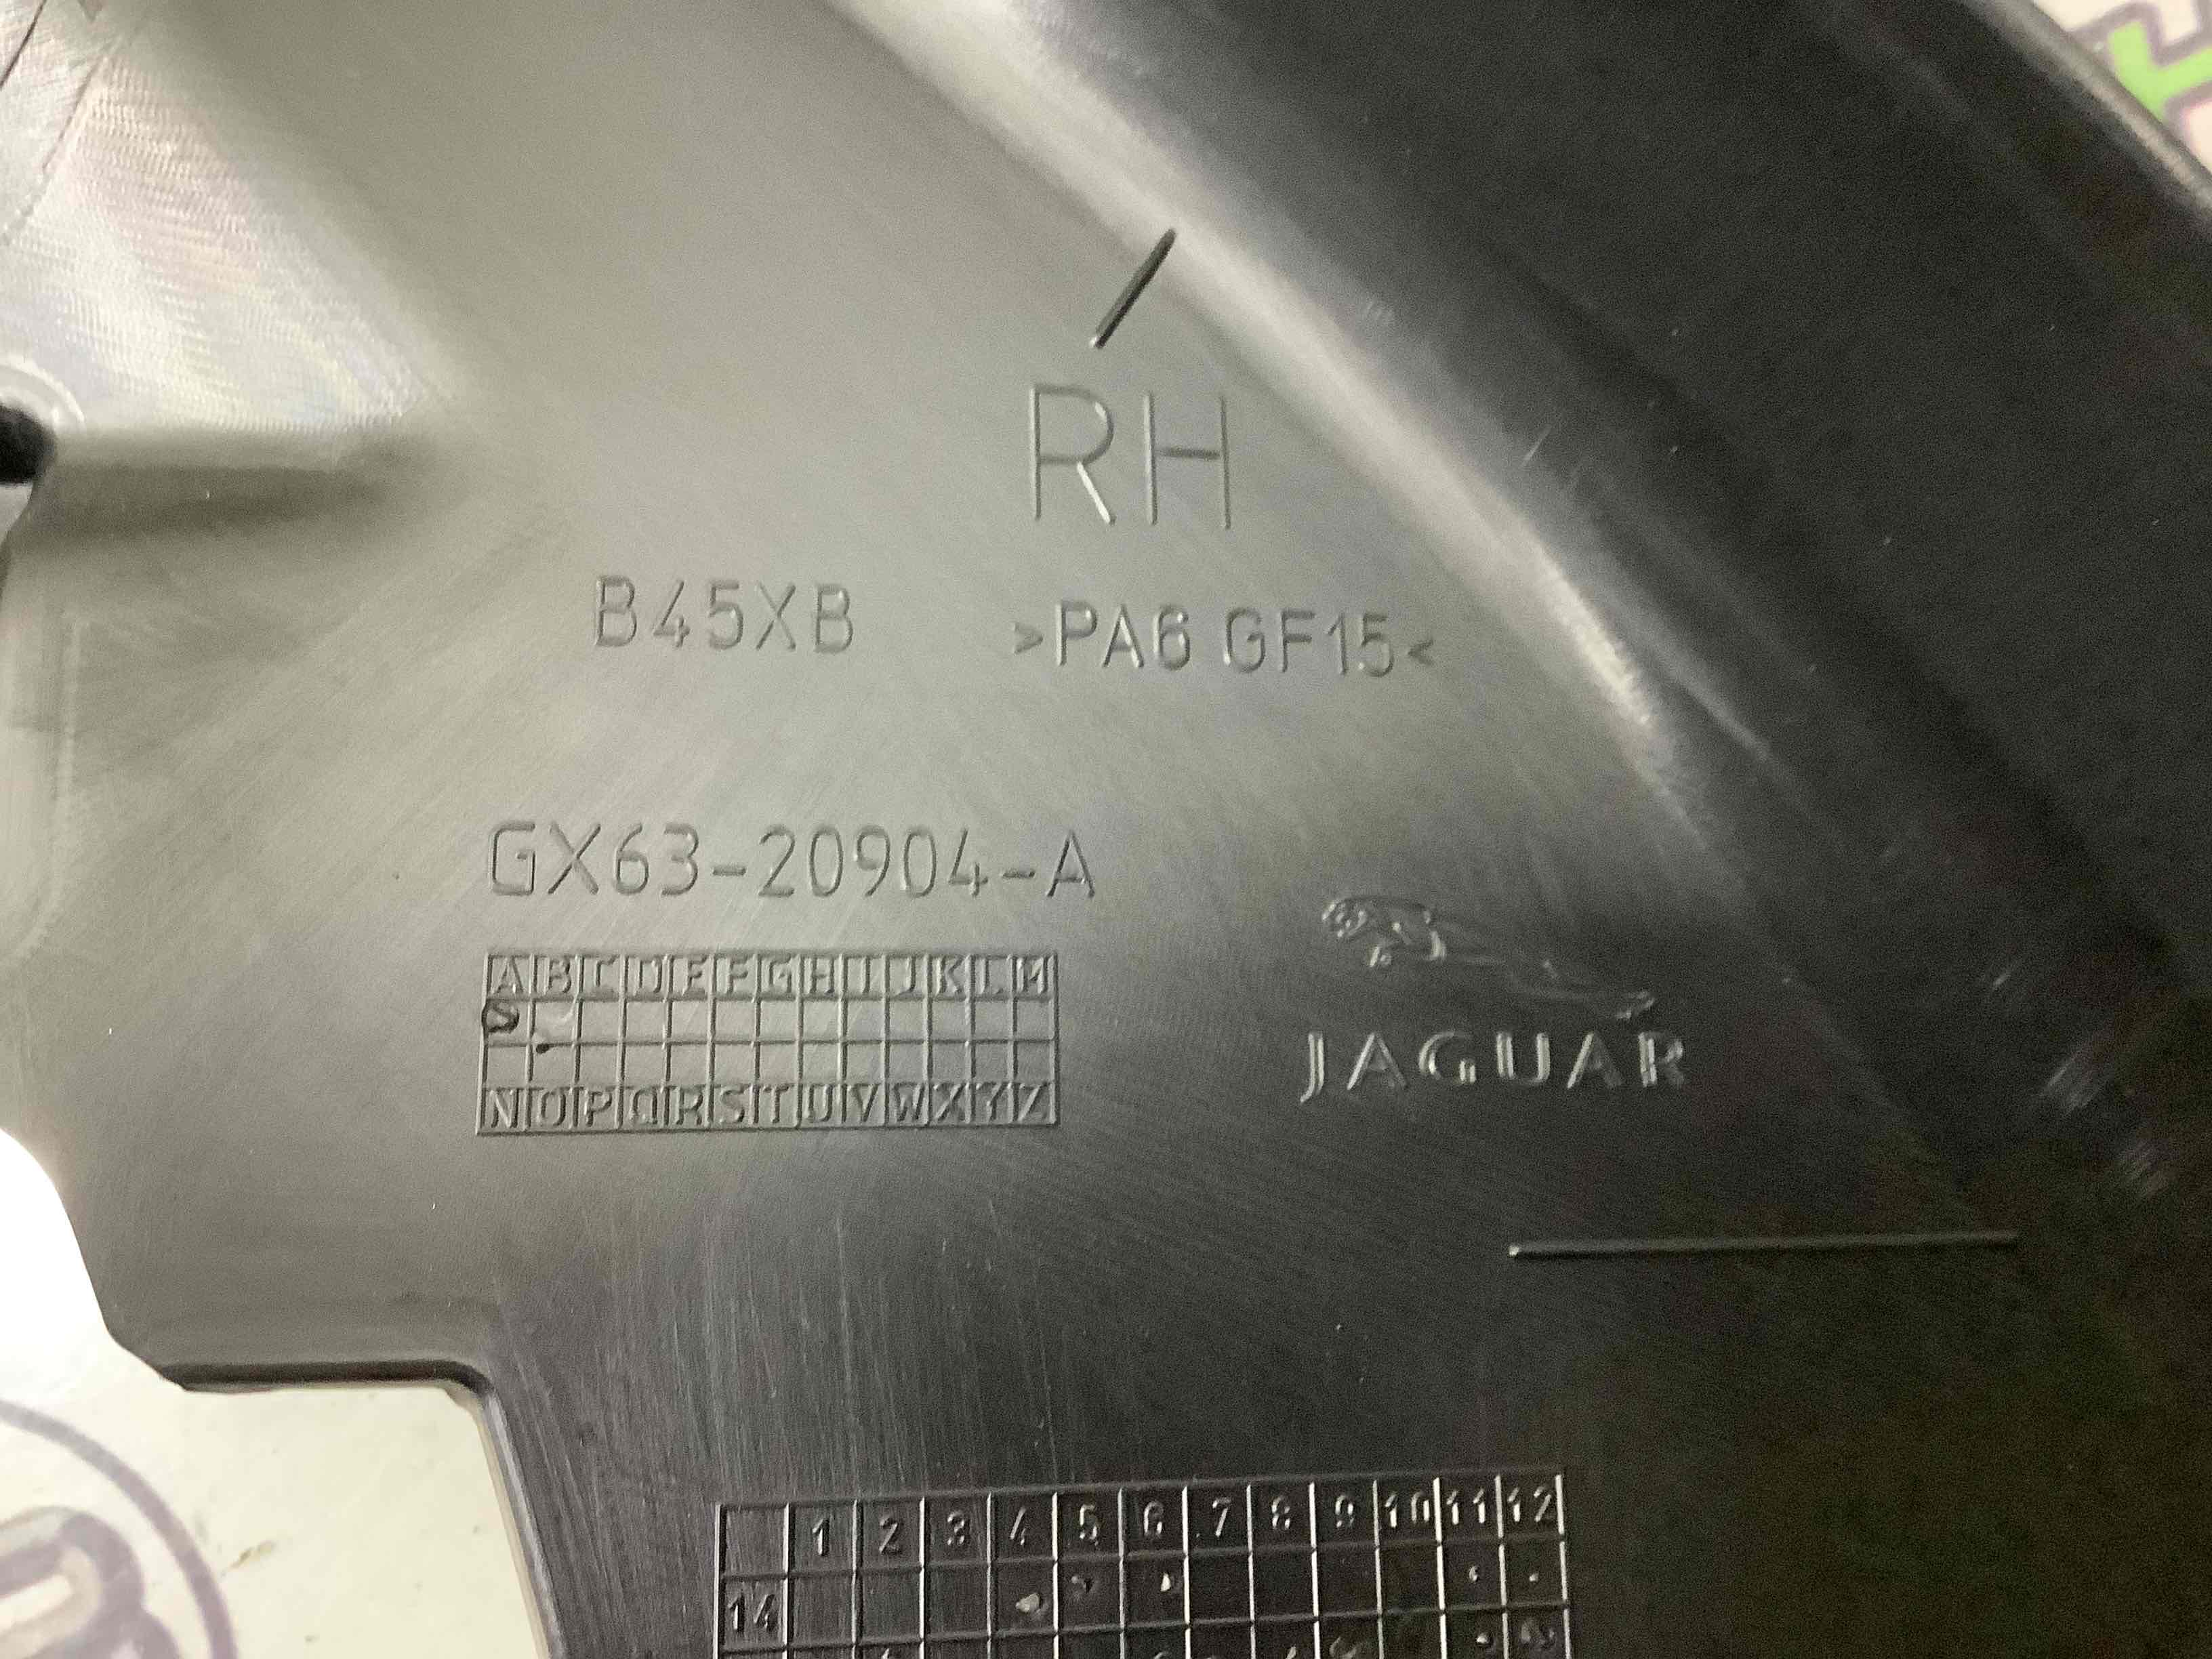 RH
B45XB >PA6 GF15<
GX63-20904-A
A B C D E F G H I J K L M
N O P Q R S T U V W X Y Z
JAGUAR
1 2 3 4 5 6 7 8 9 10 11 12
14